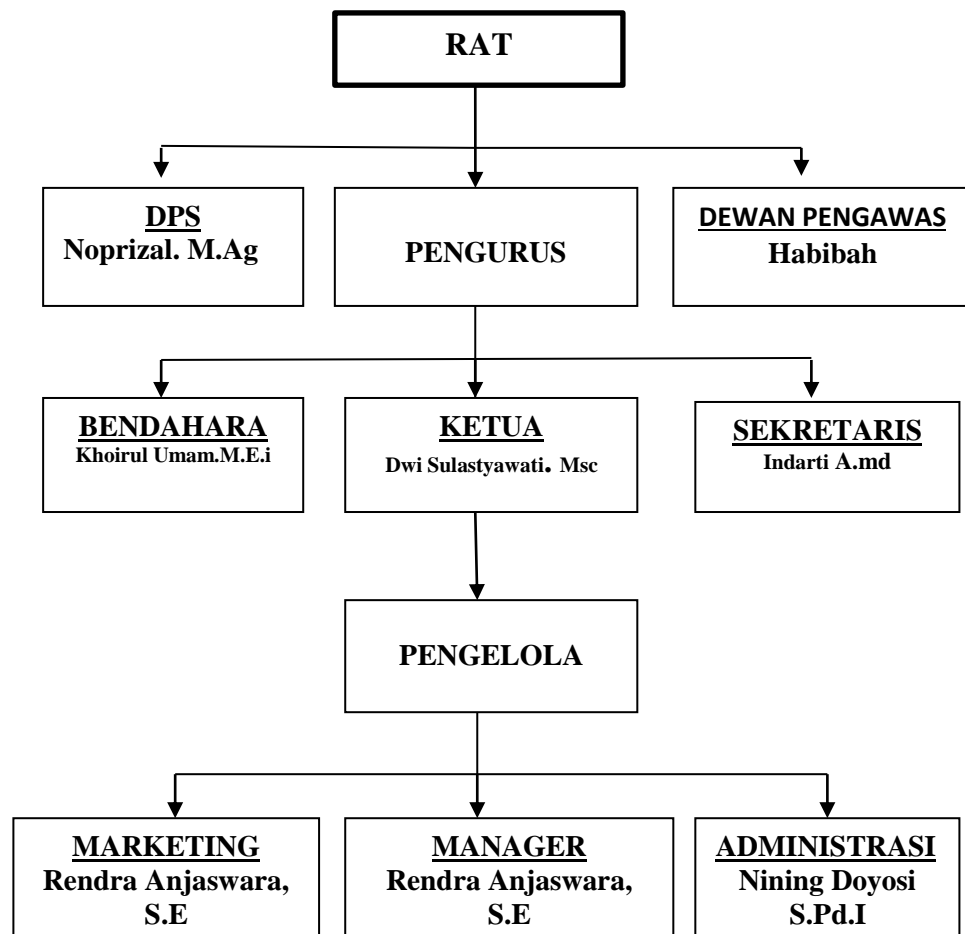 RAT
DPS
Noprizal. M.Ag
PENGURUS
DEWAN PENGAWAS
Habibah
BENDAHARA
Khoirul Umam.M.E.i
KETUA
Dwi Sulastyawati. Msc
SEKRETARIS
Indarti A.md
PENGELOLA
MARKETING
Rendra Anjaswara,
S.E
MANAGER
Rendra Anjaswara,
S.E
ADMINISTRASI
Nining Doyosi
S.Pd.I